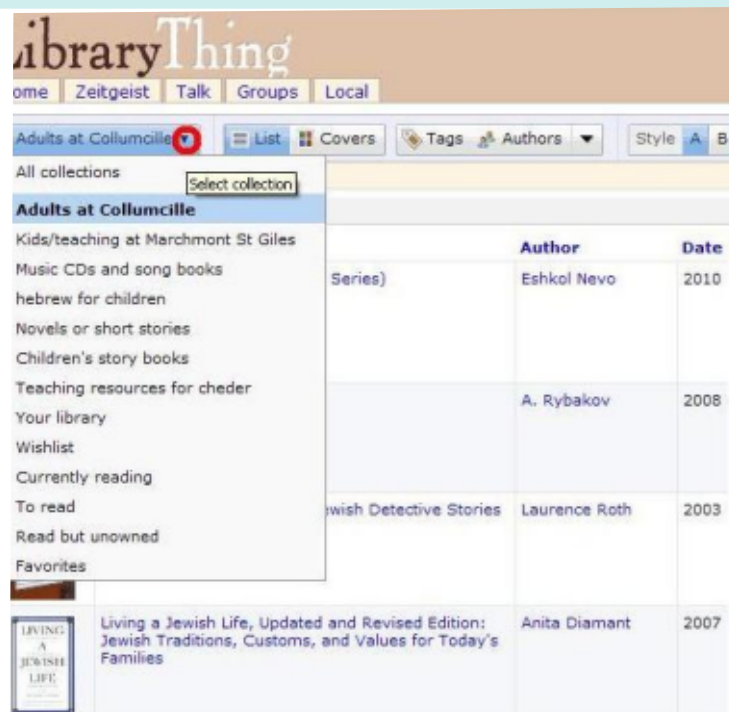 LibraryThing
ome Zeitgeist Talk Groups Local
Adults at Collumcille List Covers Tags Authors Style A B
All collections
Select collection
Adults at Collumcille
Kids/teaching at Marchmont St Giles
Music CDs and song books
hebrew for children
Novels or short stories
Children's story books
Teaching resources for cheder
Your library
Wishlist
Currently reading
To read
Read but unowned
Favorites
Author Date
Series) Eshkol Nevo 2010
A. Rybakov 2008
ewish Detective Stories Laurence Roth 2003
LIVING
A
JEWISH
LIFE
Living a Jewish Life, Updated and Revised Edition:
Jewish Traditions, Customs, and Values for Today's
Families
Anita Diamant 2007